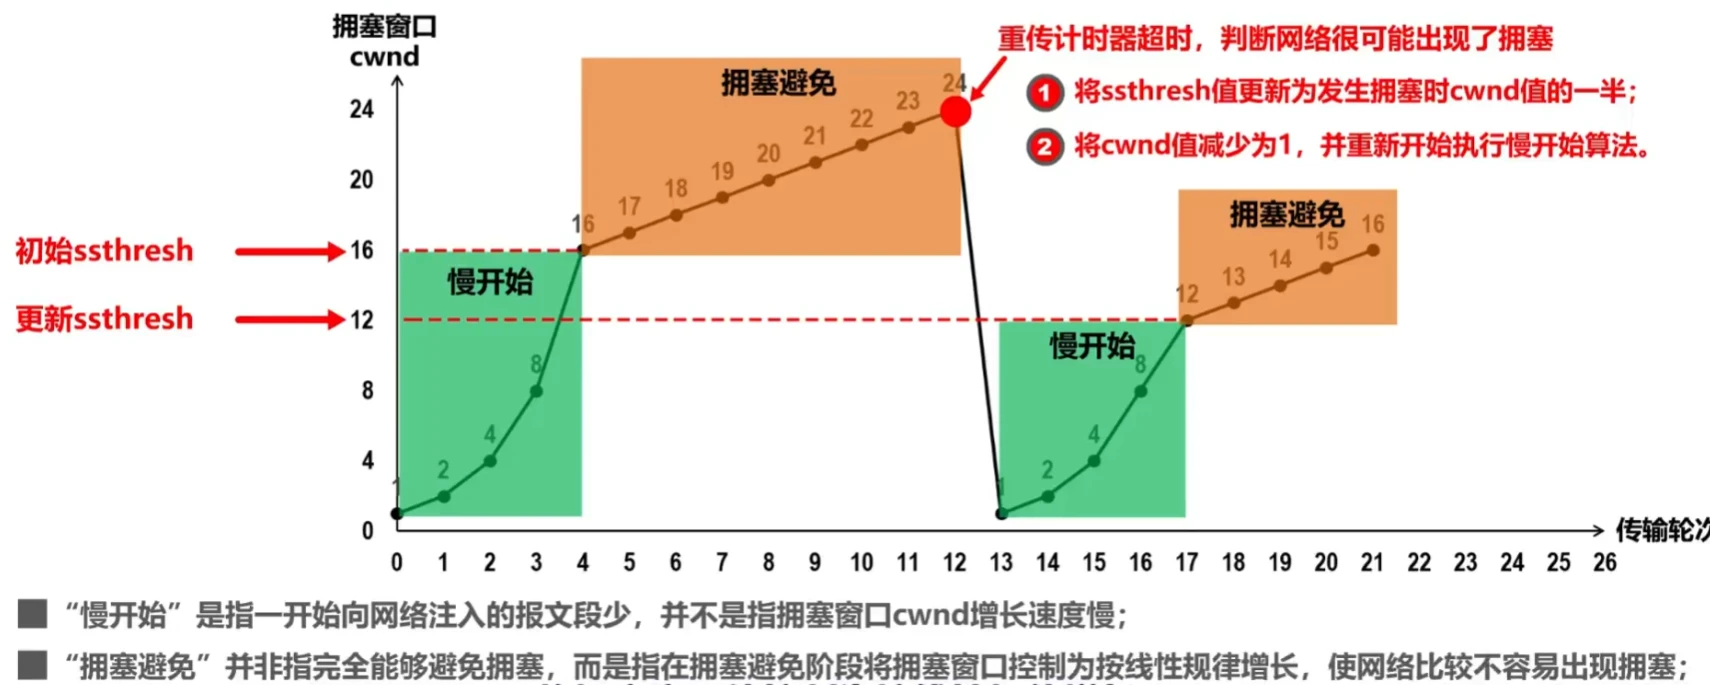 拥塞窗口
cwnd
重传计时器超时，判断网络很可能出现了拥塞
1 将ssthresh值更新为发生拥塞时cwnd值的一半；
2 将cwnd值减少为1，并重新开始执行慢开始算法。
拥塞避免
24
20
16
12
8
4
0
初始ssthresh
更新ssthresh
慢开始
1 2 4 8 16 17 18 19 20 21 22 23 24
拥塞避免
慢开始
1 2 4 8 12 13 14 15 16
0 1 2 3 4 5 6 7 8 9 10 11 12 13 14 15 16 17 18 19 20 21 22 23 24 25 26
传输轮次
“慢开始”是指一开始向网络注入的报文段少，并不是指拥塞窗口cwnd增长速度慢；
“拥塞避免”并非指完全能够避免拥塞，而是指在拥塞避免阶段将拥塞窗口控制为按线性规律增长，使网络比较不容易出现拥塞；